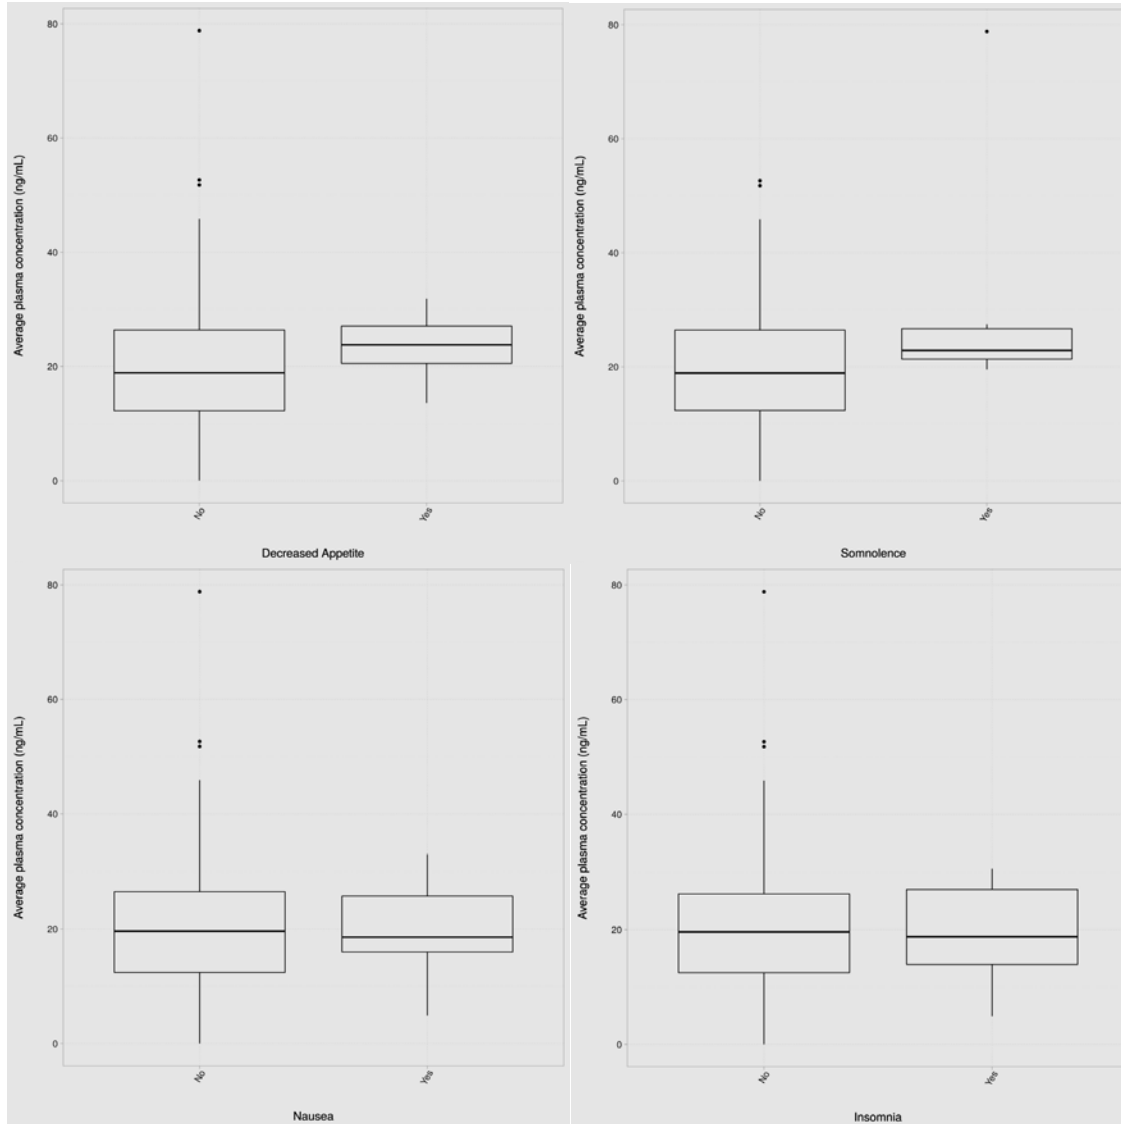 Average plasma concentration (ng/mL)
80
60
40
20
0
No
Yes
Decreased Appetite
Average plasma concentration (ng/mL)
80
60
40
20
0
No
Yes
Somnolence
Average plasma concentration (ng/mL)
80
60
40
20
0
No
Yes
Nausea
Average plasma concentration (ng/mL)
80
60
40
20
0
No
Yes
Insomnia